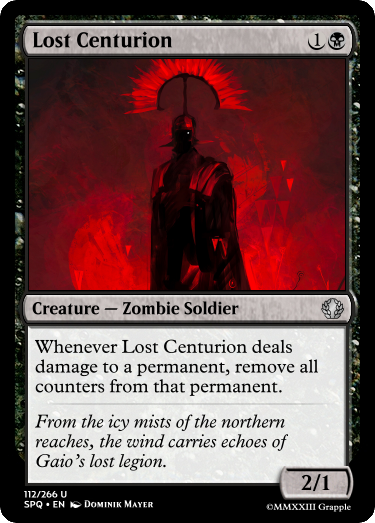 Lost Centurion 1
Creature — Zombie Soldier
Whenever Lost Centurion deals
damage to a permanent, remove all
counters from that permanent.
From the icy mists of the northern
reaches, the wind carries echoes of
Gaio's lost legion.
2/1
112/266 U
SPQ • EN Dominik Mayer
©MMXXIII Grapple